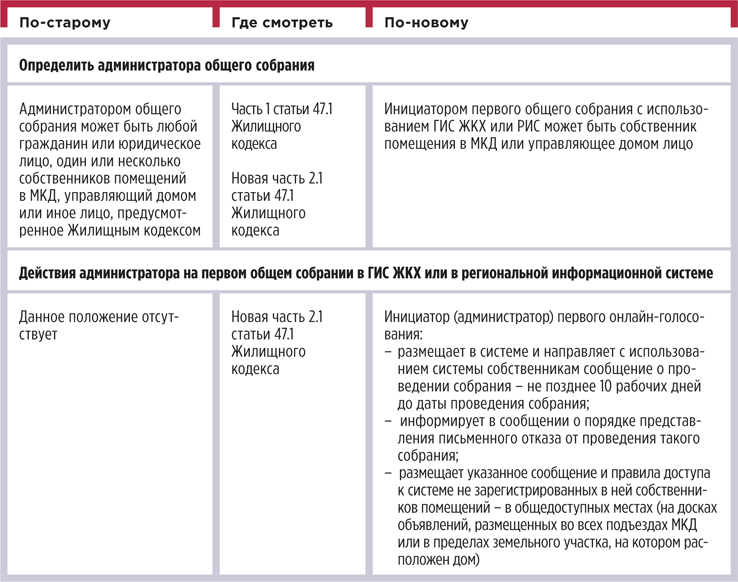 По-старому
Где смотреть
По-новому
Определить администратора общего собрания
Администратором общего
собрания может быть любой
гражданин или юридическое
лицо, один или несколько
собственников помещений
в МКД, управляющий домом
или иное лицо, предусмот-
ренное Жилищным кодексом
Часть 1 статьи 47.1
Жилищного
кодекса
Новая часть 2.1
статьи 47.1
Жилищного
кодекса
Инициатором первого общего собрания с использо-
ванием ГИС ЖКХ или РИС может быть собственник
помещения в МКД или управляющее домом лицо
Действия администратора на первом общем собрании в ГИС ЖКХ или в региональной информационной системе
Данное положение отсут-
ствует
Новая часть 2.1
статьи 47.1
Жилищного
кодекса
Инициатор (администратор) первого онлайн-голосо-
вания:
– размещает в системе и направляет с использова-
нием системы собственникам сообщение о про-
ведении собрания – не позднее 10 рабочих дней
до даты проведения собрания;
– информирует в сообщении о порядке представ-
ления письменного отказа от проведения такого
собрания;
– размещает указанное сообщение и правила доступа
к системе не зарегистрированных в ней собственни-
ков помещений – в общедоступных местах (на досках
объявлений, размещенных во всех подъездах МКД
или в пределах земельного участка, на котором рас-
положен дом)